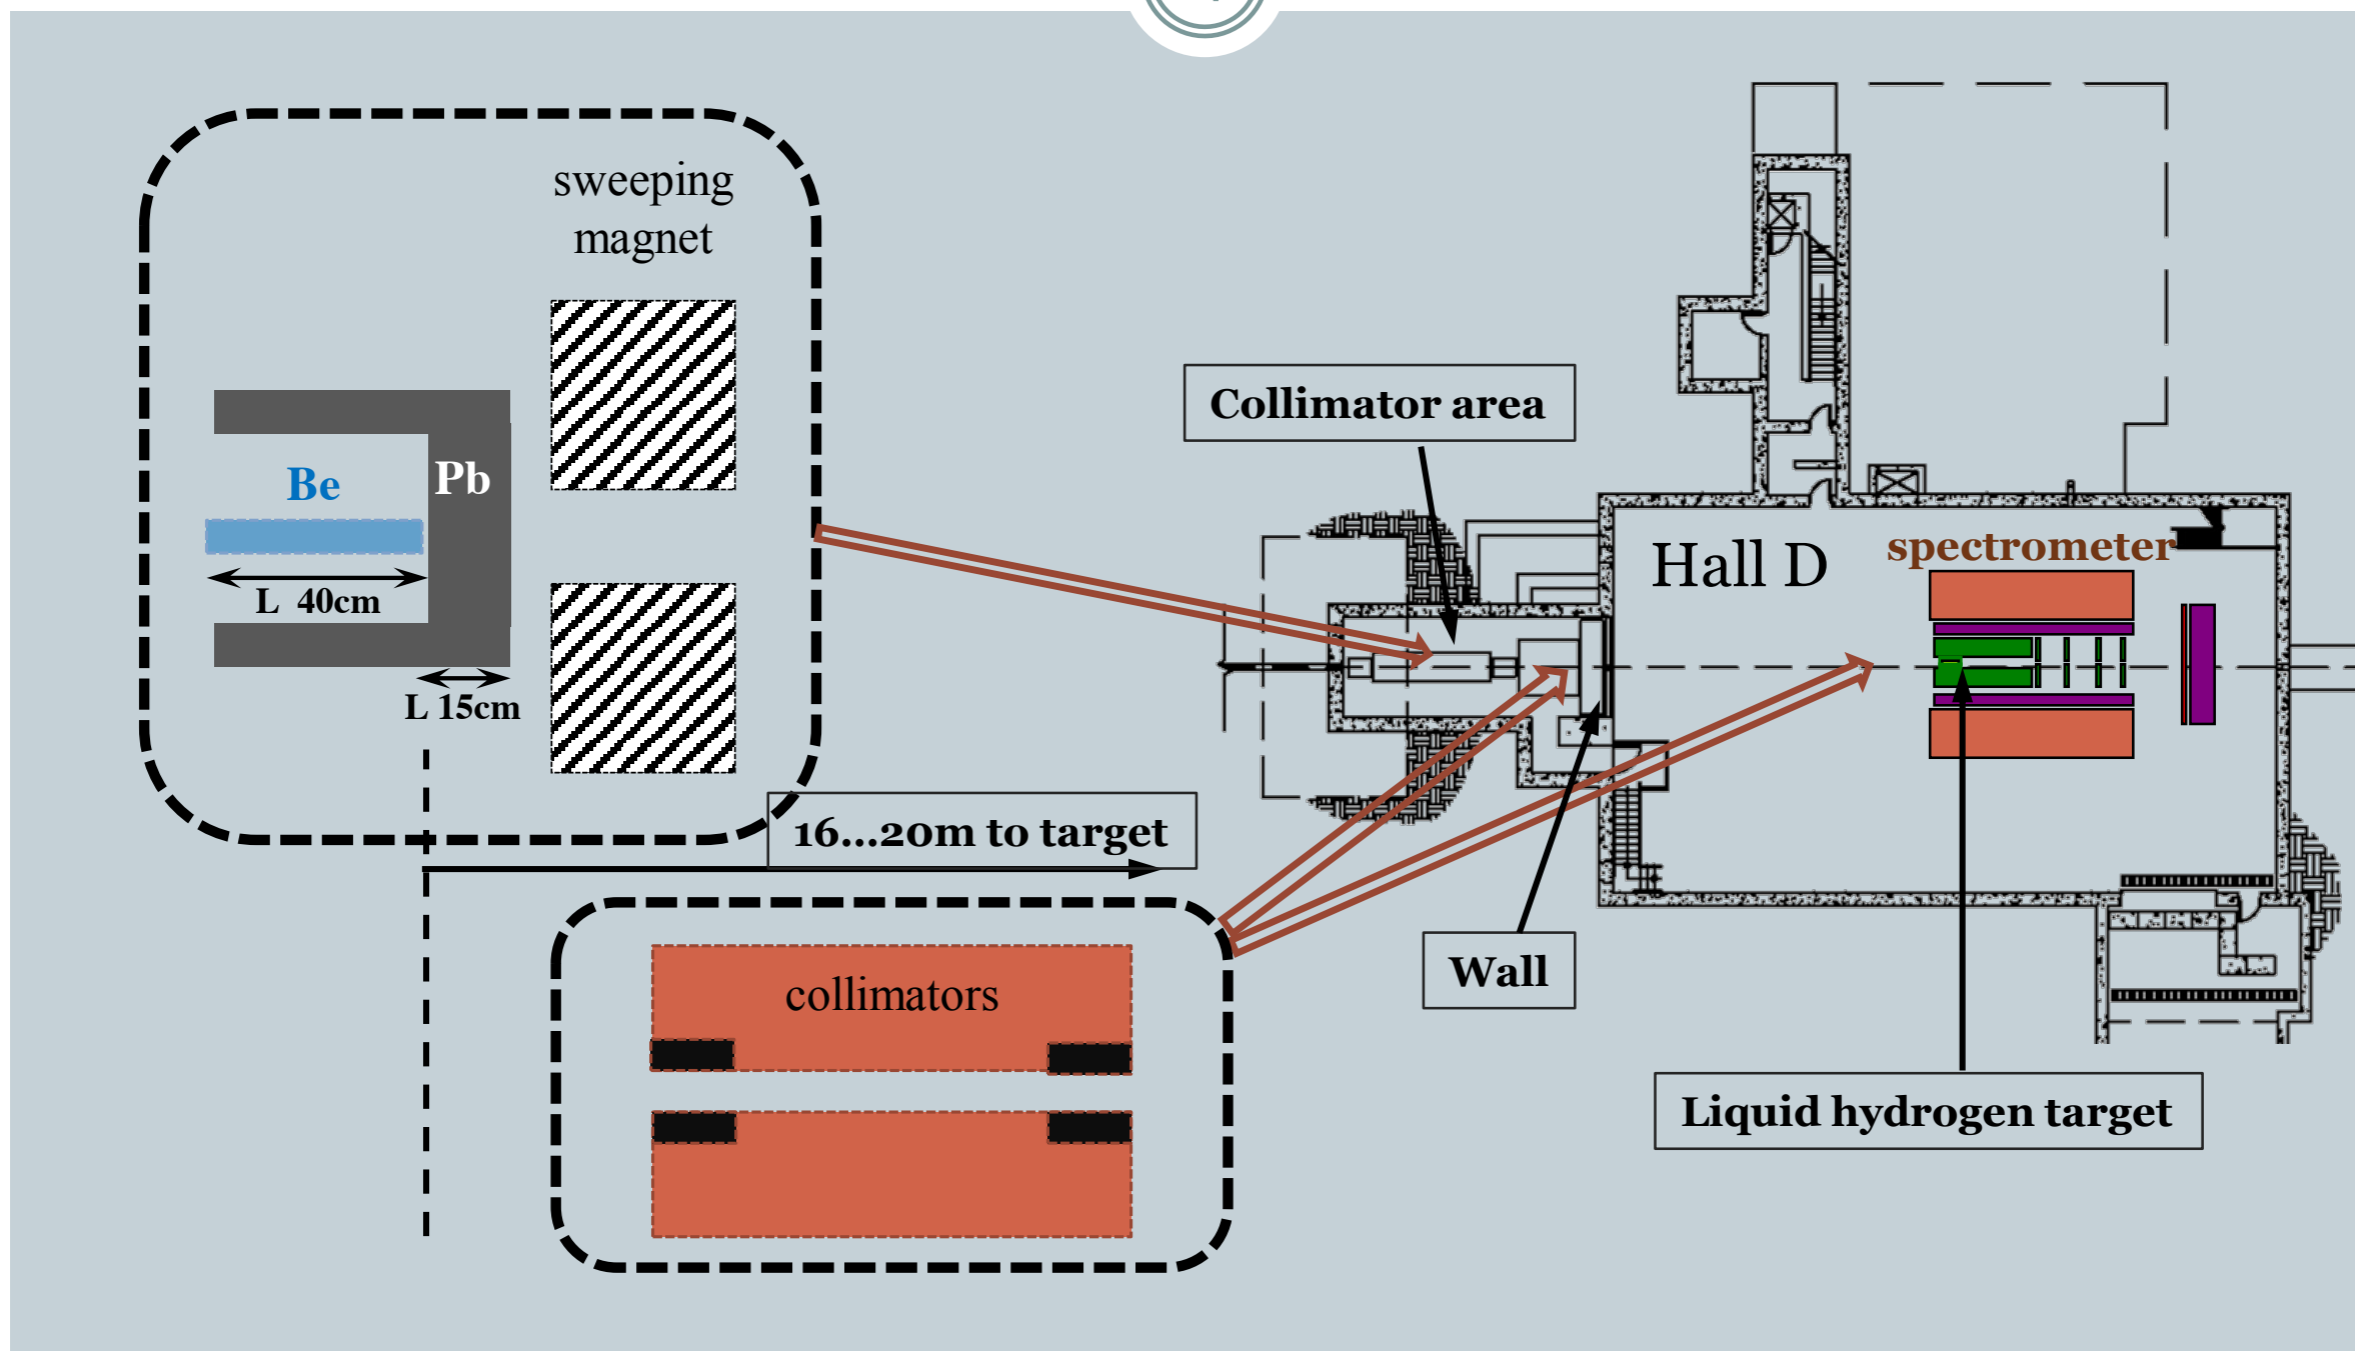 sweeping
magnet
Be
Pb
L 40cm
L 15cm
16...20m to target
collimators
Collimator area
Hall D
spectrometer
Wall
Liquid hydrogen target